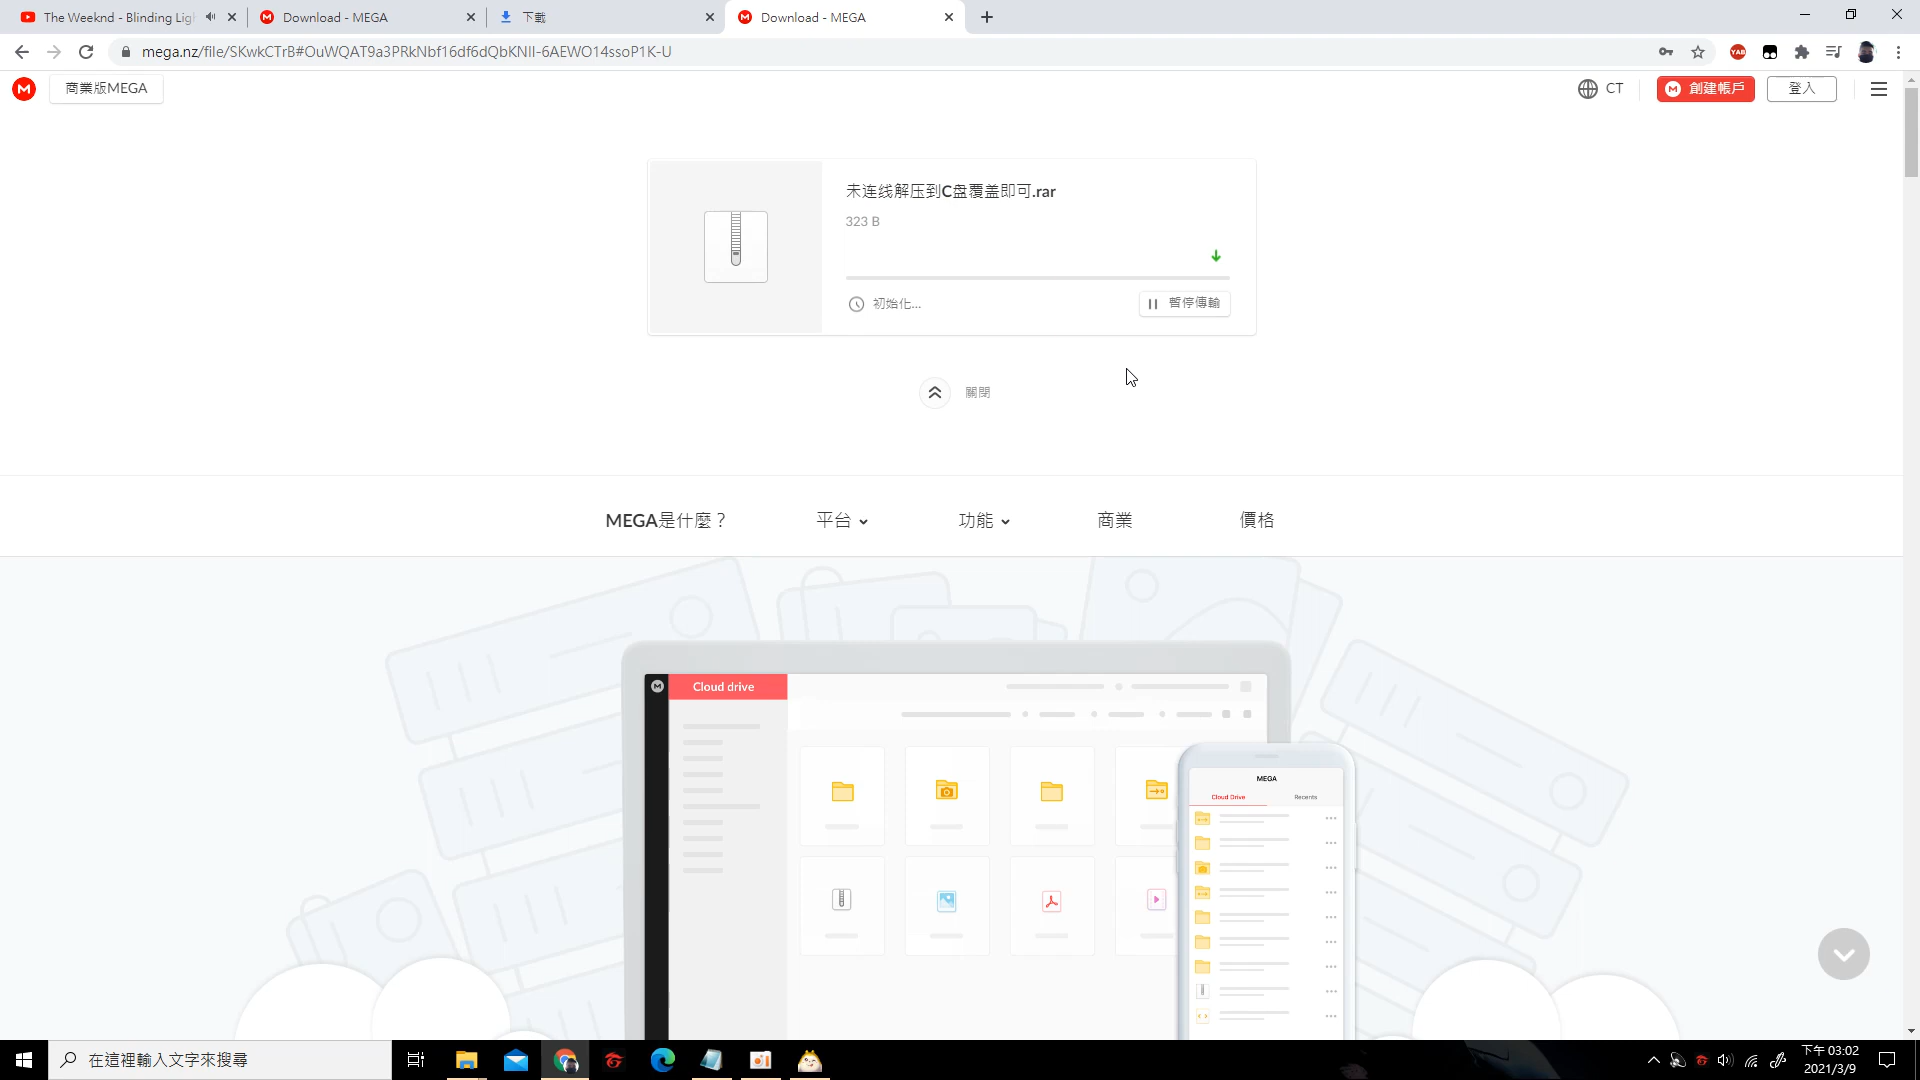 The Weeknd - Blinding Lig
Download - MEGA
下載
Download - MEGA
mega.nz/file/SKwkCTrB#OuWQAT9a3PRkNbf16df6dQbKNII-6AEWO14ssoP1K-U
商業版MEGA
CT
創建帳戶
登入
未连线解压到C盘覆盖即可.rar
323 B
初始化...
暫停傳輸
關閉
MEGA是什麼？
平台
功能
商業
價格
Cloud drive
MEGA
Cloud Drive
Recents
在這裡輸入文字來搜尋
下午 03:02
2021/3/9